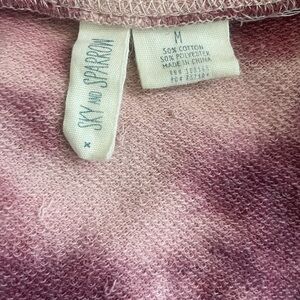 × SKY AND SPARROW
M
50% COTTON
50% POLYESTER
MADE IN CHINA